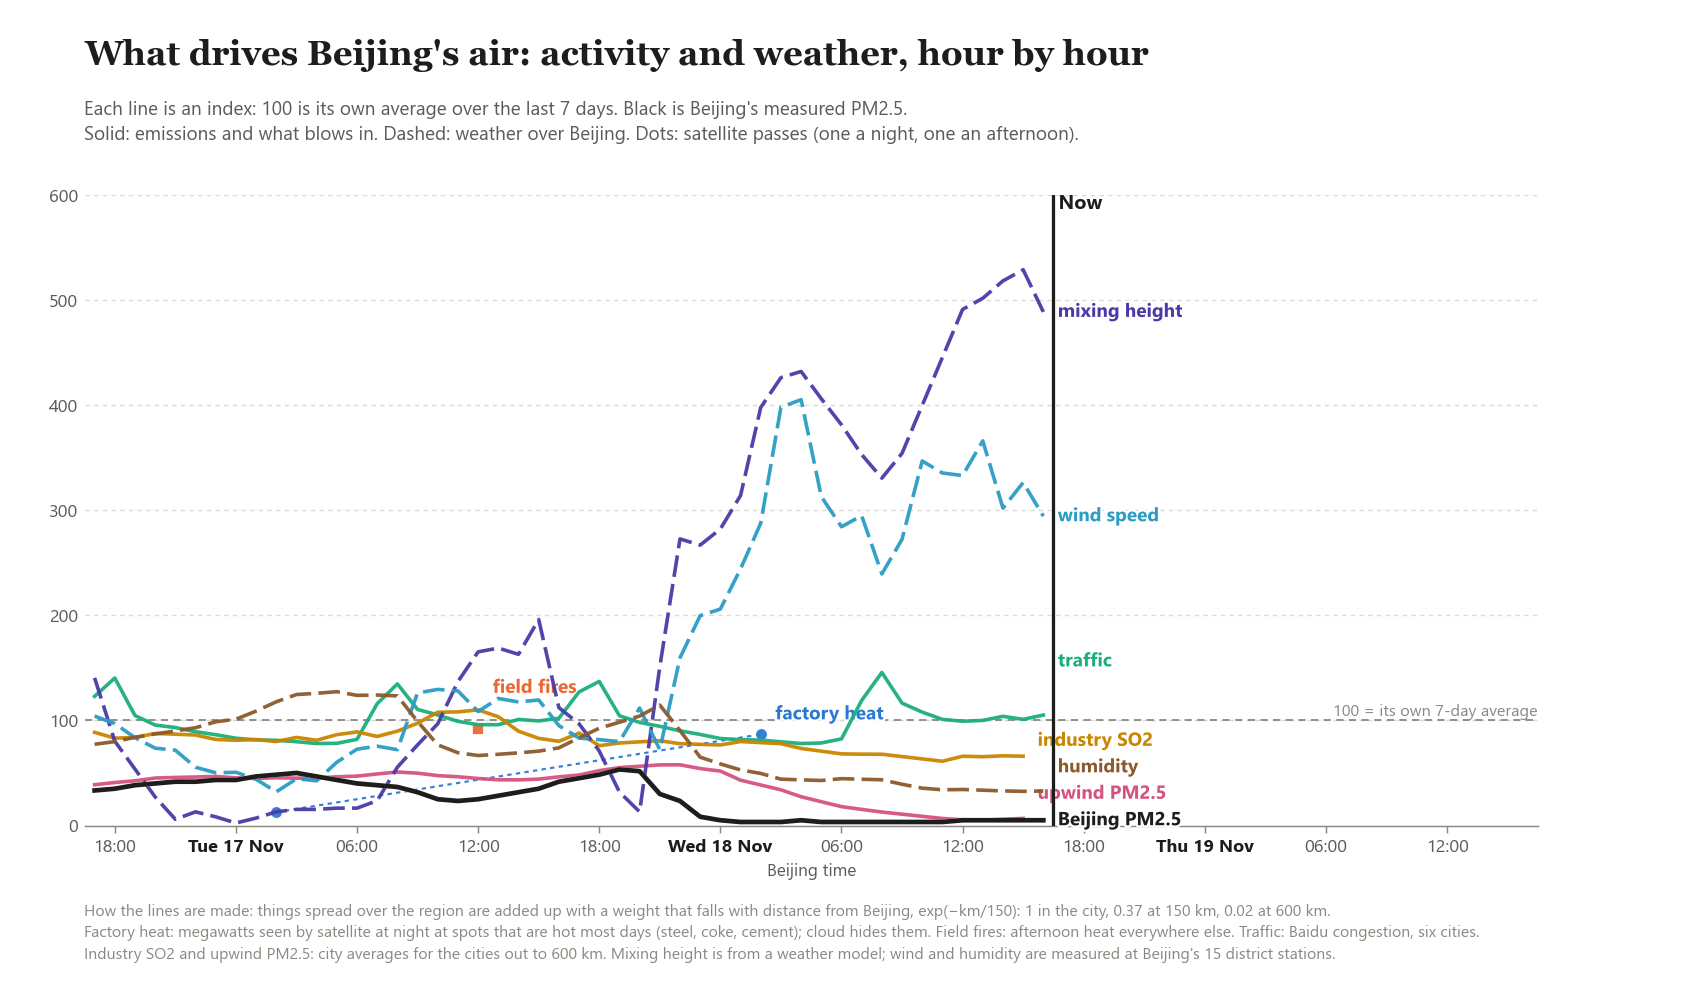 What drives Beijing's air: activity and weather, hour by hour
Each line is an index: 100 is its own average over the last 7 days. Black is Beijing's measured PM2.5.
Solid: emissions and what blows in. Dashed: weather over Beijing. Dots: satellite passes (one a night, one an afternoon).
600
Now
500
mixing height
400
300
wind speed
200
traffic
field fires
100
factory heat
100 = its own 7-day average
industry SO2
humidity
upwind PM2.5
Beijing PM2.5
0
18:00
Tue 17 Nov
06:00
12:00
18:00
Wed 18 Nov
06:00
12:00
18:00
Thu 19 Nov
06:00
12:00
Beijing time
How the lines are made: things spread over the region are added up with a weight that falls with distance from Beijing, exp(−km/150): 1 in the city, 0.37 at 150 km, 0.02 at 600 km.
Factory heat: megawatts seen by satellite at night at spots that are hot most days (steel, coke, cement); cloud hides them. Field fires: afternoon heat everywhere else. Traffic: Baidu congestion, six cities.
Industry SO2 and upwind PM2.5: city averages for the cities out to 600 km. Mixing height is from a weather model; wind and humidity are measured at Beijing's 15 district stations.